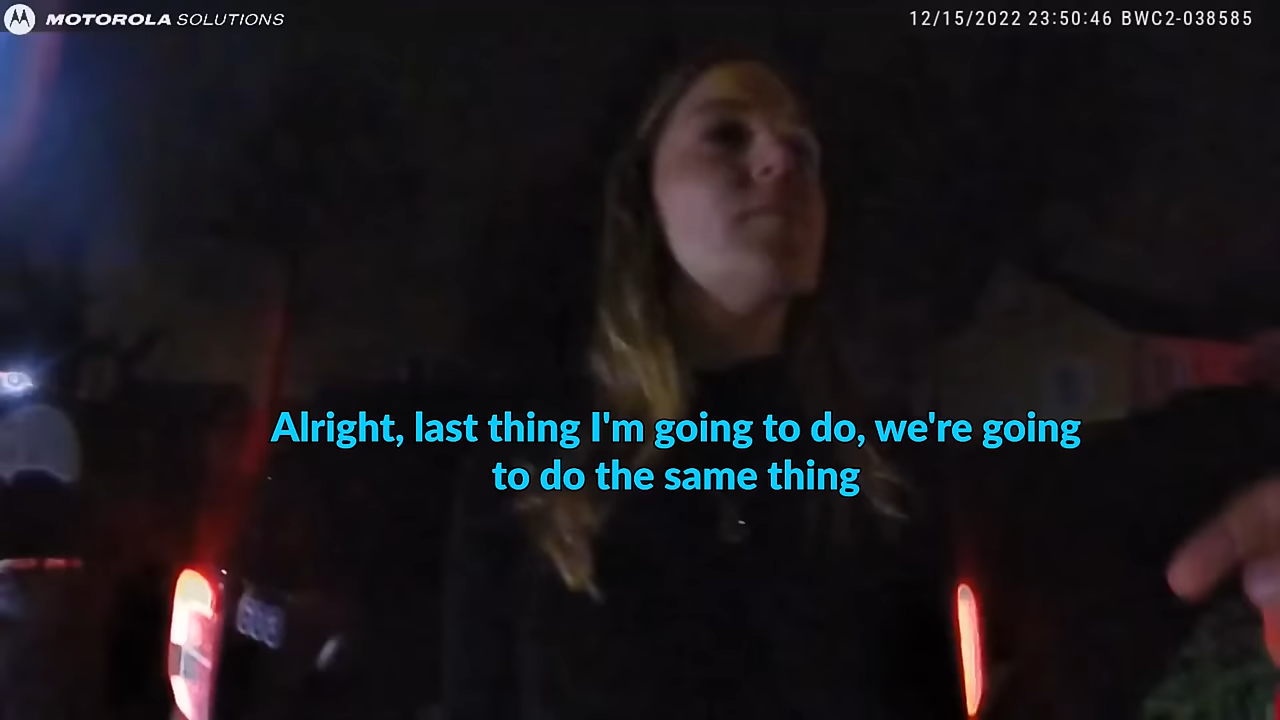 MOTOROLA SOLUTIONS
12/15/2022 23:50:46 BWC2-038585
Alright, last thing I'm going to do, we're going
to do the same thing